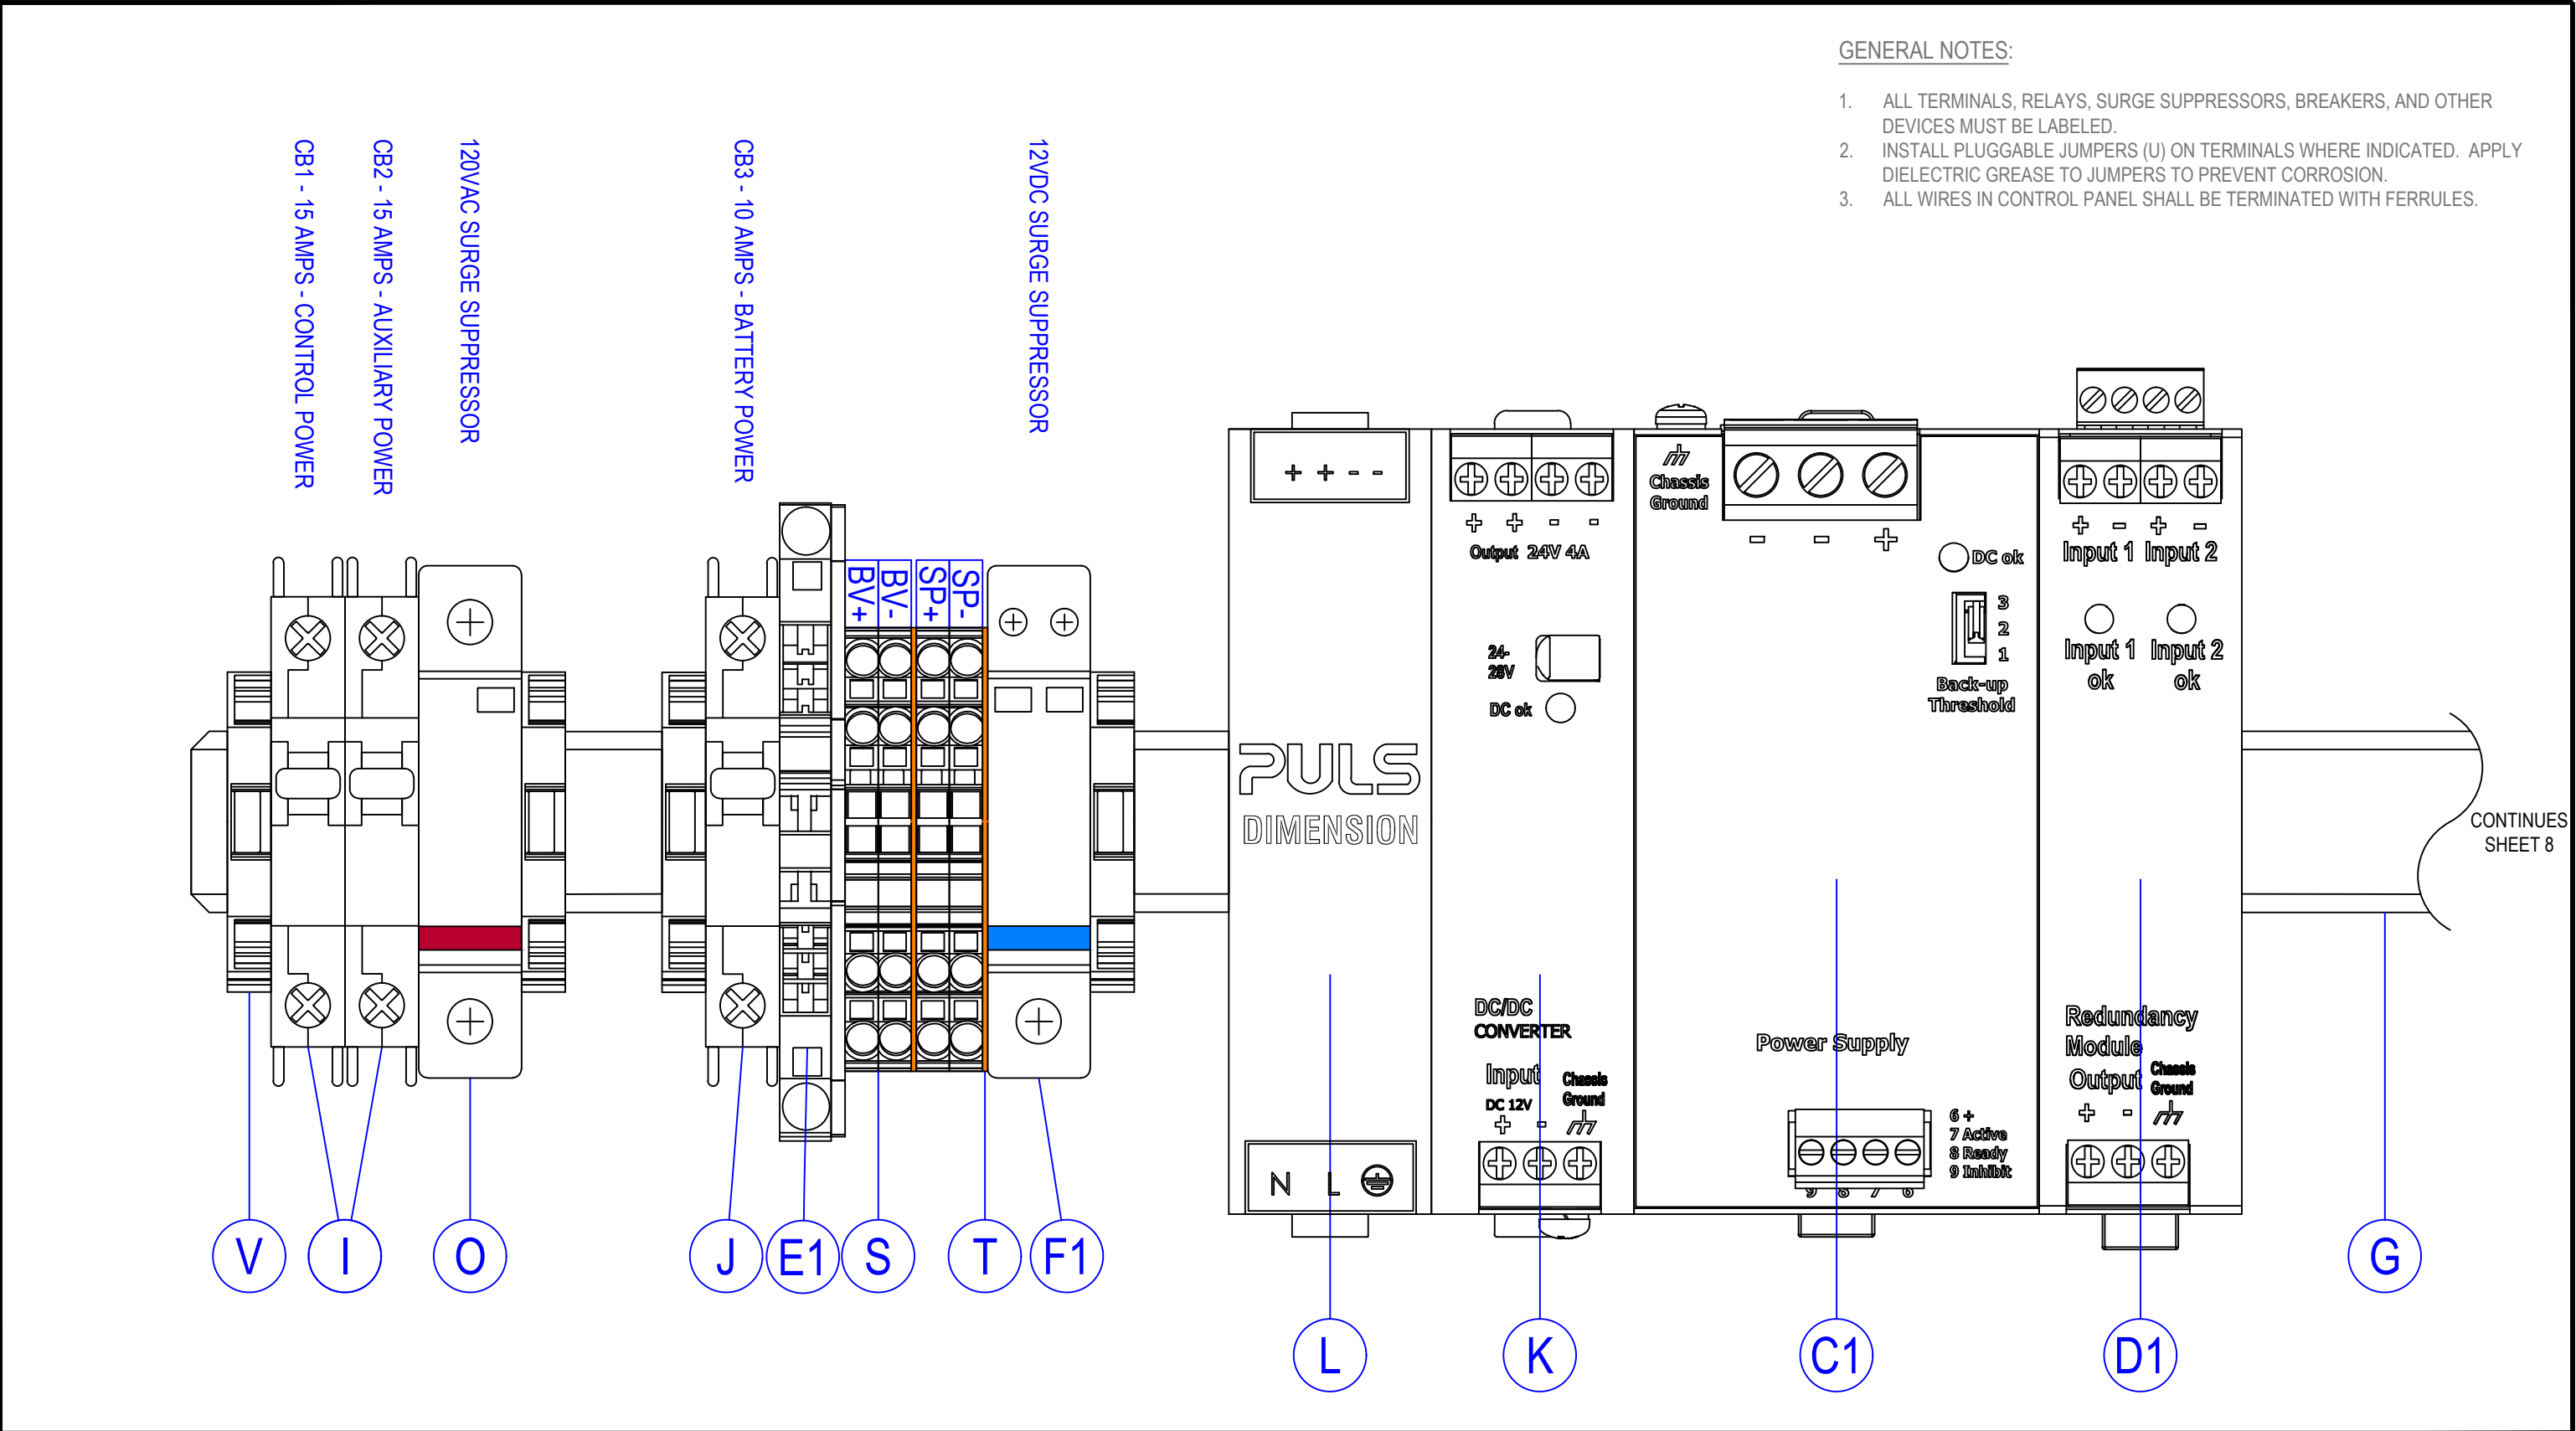 GENERAL NOTES:
1. ALL TERMINALS, RELAYS, SURGE SUPPRESSORS, BREAKERS, AND OTHER
DEVICES MUST BE LABELED.
2. INSTALL PLUGGABLE JUMPERS (U) ON TERMINALS WHERE INDICATED. APPLY
DIELECTRIC GREASE TO JUMPERS TO PREVENT CORROSION.
3. ALL WIRES IN CONTROL PANEL SHALL BE TERMINATED WITH FERRULES.
CB1 - 15 AMPS - CONTROL POWER
CB2 - 15 AMPS - AUXILIARY POWER
120VAC SURGE SUPPRESSOR
CB3 - 10 AMPS - BATTERY POWER
12VDC SURGE SUPPRESSOR
BV+
BV-
SP+
SP-
+ + - -
PULS
DIMENSION
N L
+ + - -
Output 24V 4A
24-
28V
DC ok
DC/DC
CONVERTER
Input
DC 12V
+ -
Chassis
Ground
Chassis
Ground
- - +
DC ok
3
2
1
Back-up
Threshold
Power Supply
6 +
7 Active
8 Ready
9 Inhibit
9 8 7 6
+ - + -
Input 1 Input 2
Input 1 Input 2
ok ok
Redundancy
Module
Output
+ -
Chassis
Ground
CONTINUES
SHEET 8
V I O J E1 S T F1 G
L K C1 D1